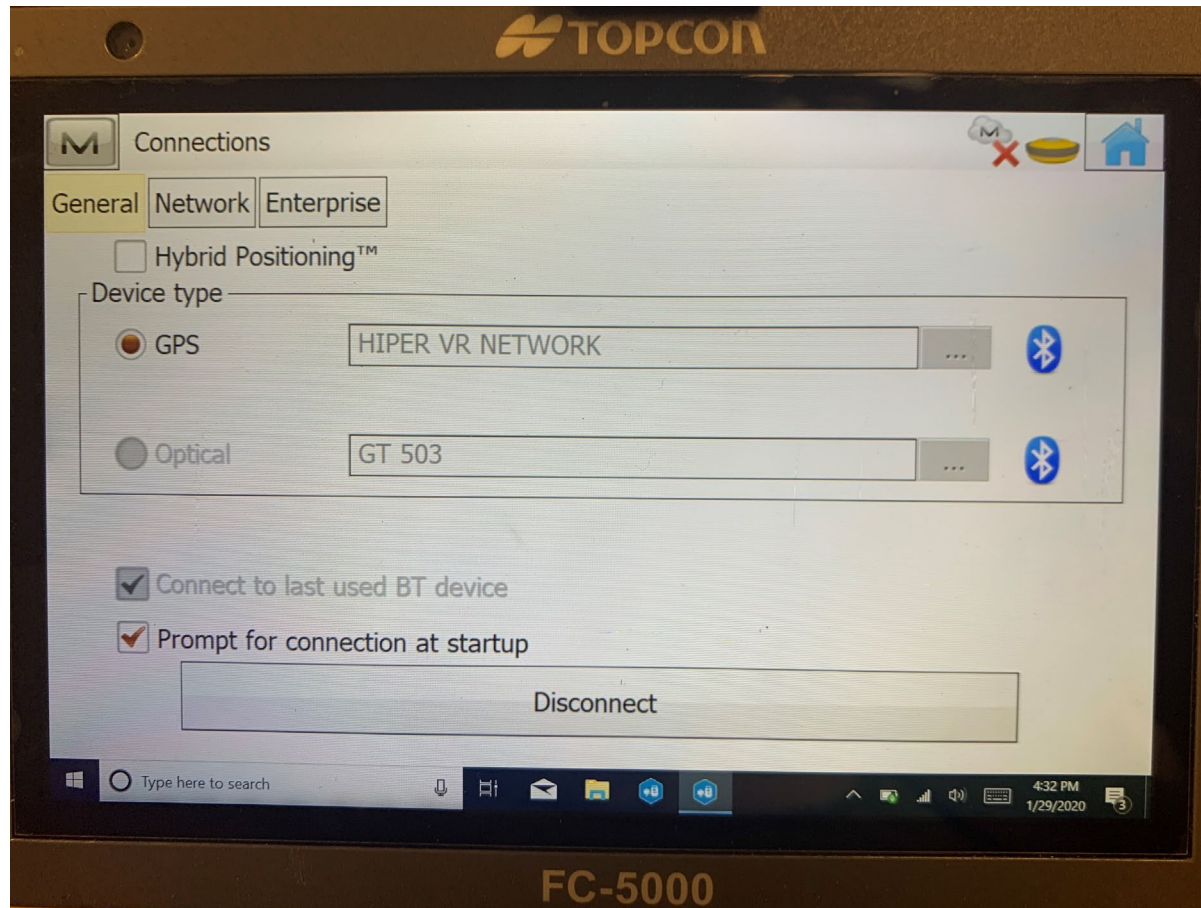 TOPCON
M Connections M
General Network Enterprise
Hybrid Positioning™
Device type
GPS HIPER VR NETWORK ...
Optical GT 503 ...
Connect to last used BT device
Prompt for connection at startup
Disconnect
Type here to search 4:32 PM
1/29/2020 3
FC-5000